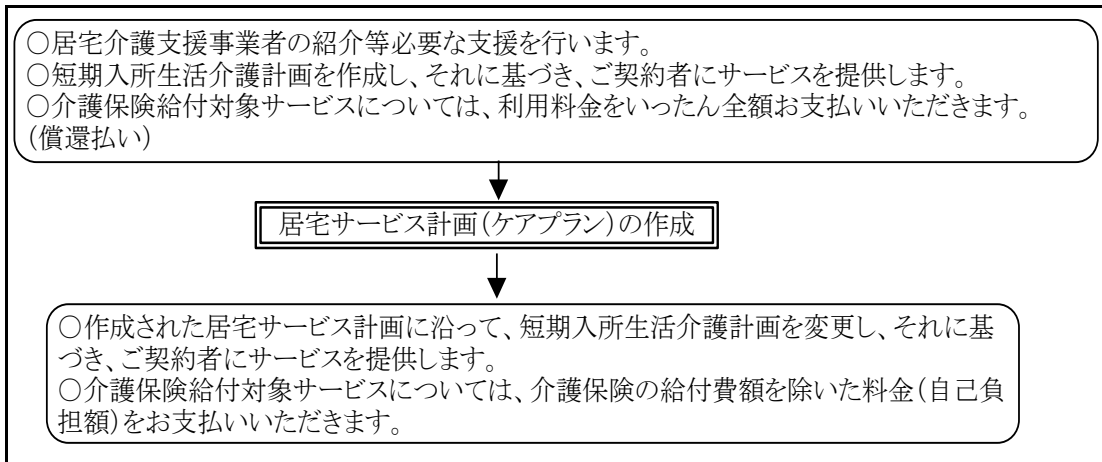 ○居宅介護支援事業者の紹介等必要な支援を行います。
○短期入所生活介護計画を作成し、それに基づき、ご契約者にサービスを提供します。
○介護保険給付対象サービスについては、利用料金をいったん全額お支払いいただきます。
(償還払い)
居宅サービス計画(ケアプラン)の作成
○作成された居宅サービス計画に沿って、短期入所生活介護計画を変更し、それに基
づき、ご契約者にサービスを提供します。
○介護保険給付対象サービスについては、介護保険の給付費額を除いた料金(自己負
担額)をお支払いいただきます。